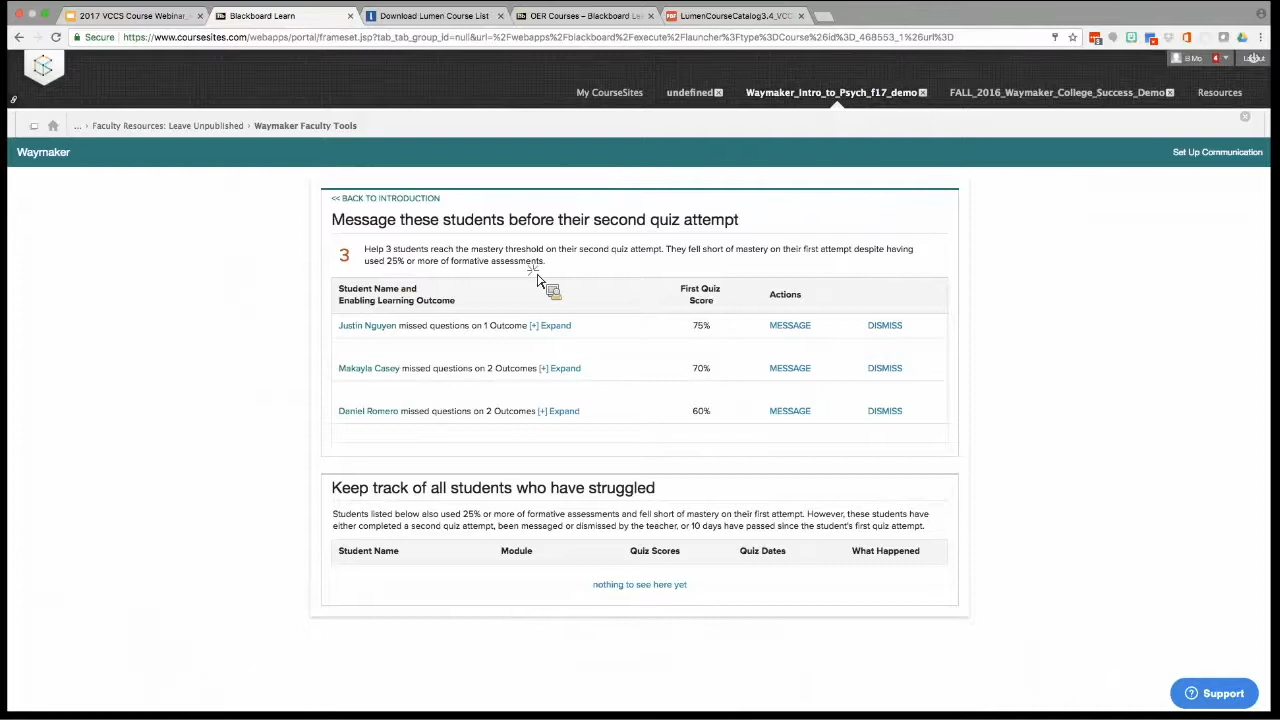 2017 VCCS Course Webinar_
Blackboard Learn
Download Lumen Course List
OER Courses – Blackboard Le
LumenCourseCatalog3.4_VCC
Secure
https://www.coursesites.com/webapps/portal/frameset.jsp?tab_tab_group_id=null&url=%2Fwebapps%2Fblackboard%2Fexecute%2Flauncher%3Ftype%3DCourse%26id%3D_468553_1%26url%3D
El Mo
4
Logout
My CourseSites
undefined
Waymaker_Intro_to_Psych_f17_demo
FALL_2016_Waymaker_College_Success_Demo
Resources
... › Faculty Resources: Leave Unpublished › Waymaker Faculty Tools
Waymaker
Set Up Communication
<< BACK TO INTRODUCTION
Message these students before their second quiz attempt
3
Help 3 students reach the mastery threshold on their second quiz attempt. They fell short of mastery on their first attempt despite having
used 25% or more of formative assessments.
Student Name and
Enabling Learning Outcome
First Quiz
Score
Actions
Justin Nguyen missed questions on 1 Outcome [+] Expand
75%
MESSAGE
DISMISS
Makayla Casey missed questions on 2 Outcomes [+] Expand
70%
MESSAGE
DISMISS
Daniel Romero missed questions on 2 Outcomes [+] Expand
60%
MESSAGE
DISMISS
Keep track of all students who have struggled
Students listed below also used 25% or more of formative assessments and fell short of mastery on their first attempt. However, these students have
either completed a second quiz attempt, been messaged or dismissed by the teacher, or 10 days have passed since the student's first quiz attempt.
Student Name
Module
Quiz Scores
Quiz Dates
What Happened
nothing to see here yet
Support